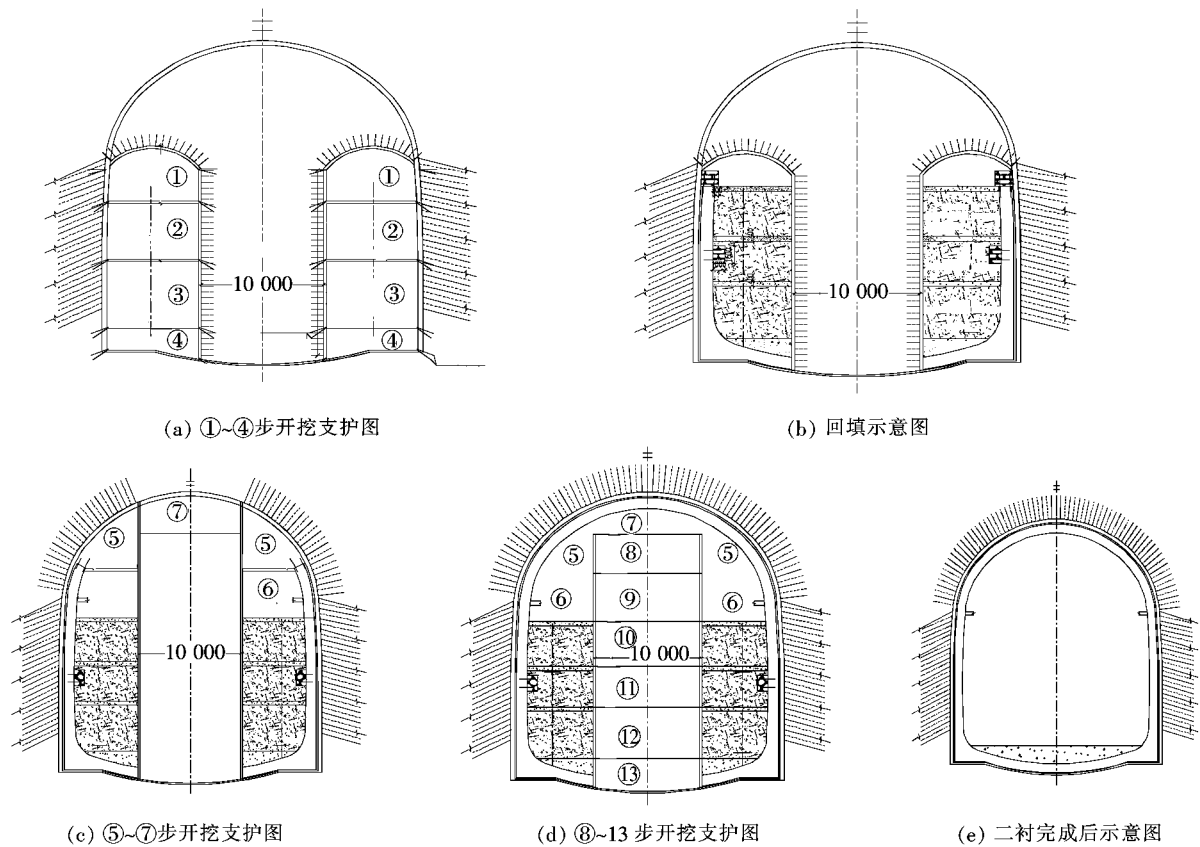 ① ①
② ②
10 000
③ ③
④ ④
(a) ①~④步开挖支护图
10 000
(b) 回填示意图
⑦
⑤ ⑤
⑥
10 000
(c) ⑤~⑦步开挖支护图
⑦
⑤ ⑧ ⑤
⑥ ⑨ ⑥
⑩
10 000
⑪
⑫
⑬
(d) ⑧~13 步开挖支护图
(e) 二衬完成后示意图